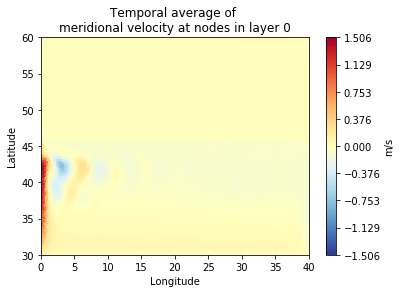 Temporal average of
meridional velocity at nodes in layer 0
60
55
50
45
40
35
30
Latitude
0 5 10 15 20 25 30 35 40
Longitude
1.506
1.129
0.753
0.376
0.000
−0.376
−0.753
−1.129
−1.506
m/s